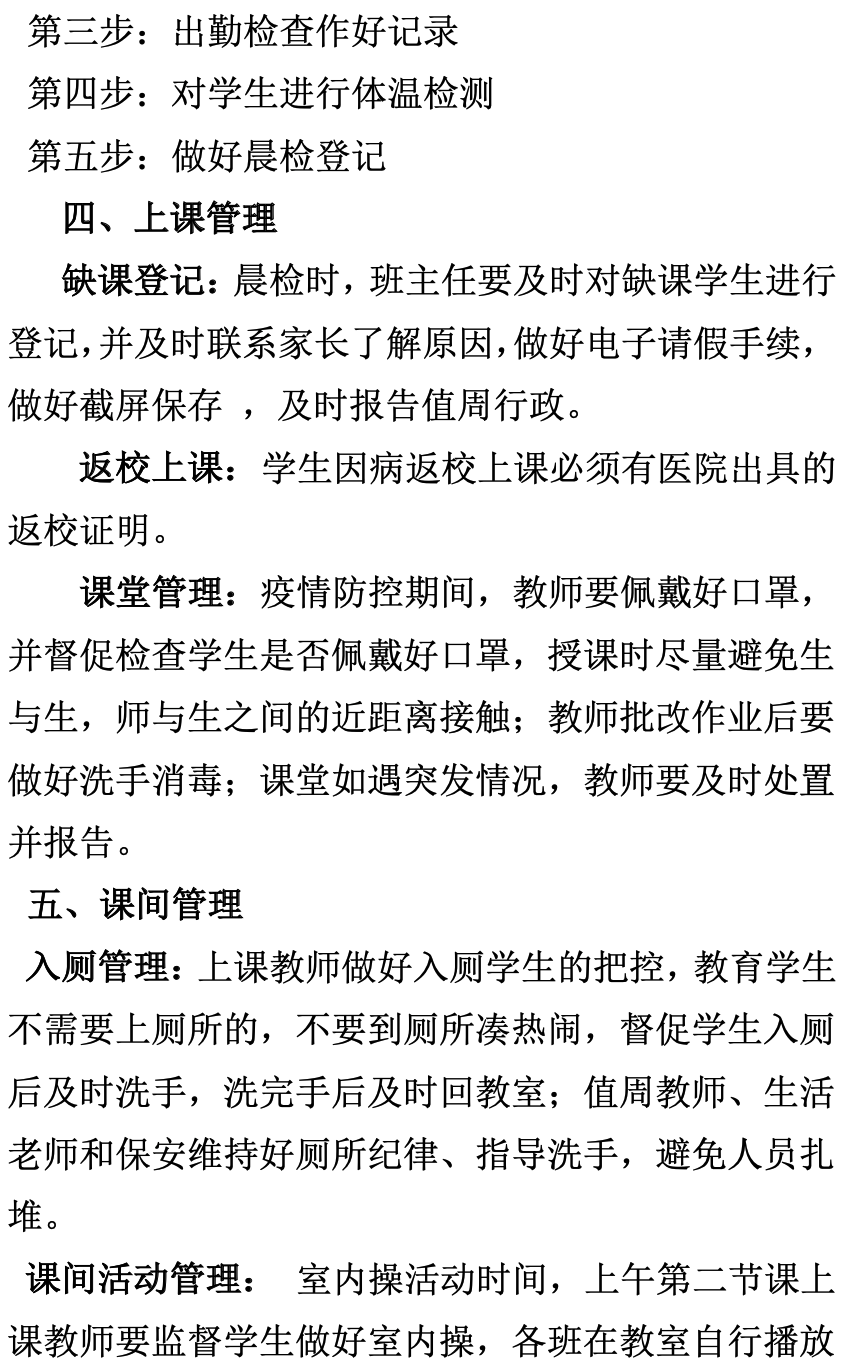 第三步：出勤检查作好记录
第四步：对学生进行体温检测
第五步：做好晨检登记
四、上课管理
缺课登记：晨检时，班主任要及时对缺课学生进行
登记，并及时联系家长了解原因，做好电子请假手续，
做好截屏保存 ，及时报告值周行政。
返校上课：学生因病返校上课必须有医院出具的
返校证明。
课堂管理：疫情防控期间，教师要佩戴好口罩，
并督促检查学生是否佩戴好口罩，授课时尽量避免生
与生，师与生之间的近距离接触；教师批改作业后要
做好洗手消毒；课堂如遇突发情况，教师要及时处置
并报告。
五、课间管理
入厕管理：上课教师做好入厕学生的把控，教育学生
不需要上厕所的，不要到厕所凑热闹，督促学生入厕
后及时洗手，洗完手后及时回教室；值周教师、生活
老师和保安维持好厕所纪律、指导洗手，避免人员扎
堆。
课间活动管理： 室内操活动时间，上午第二节课上
课教师要监督学生做好室内操，各班在教室自行播放